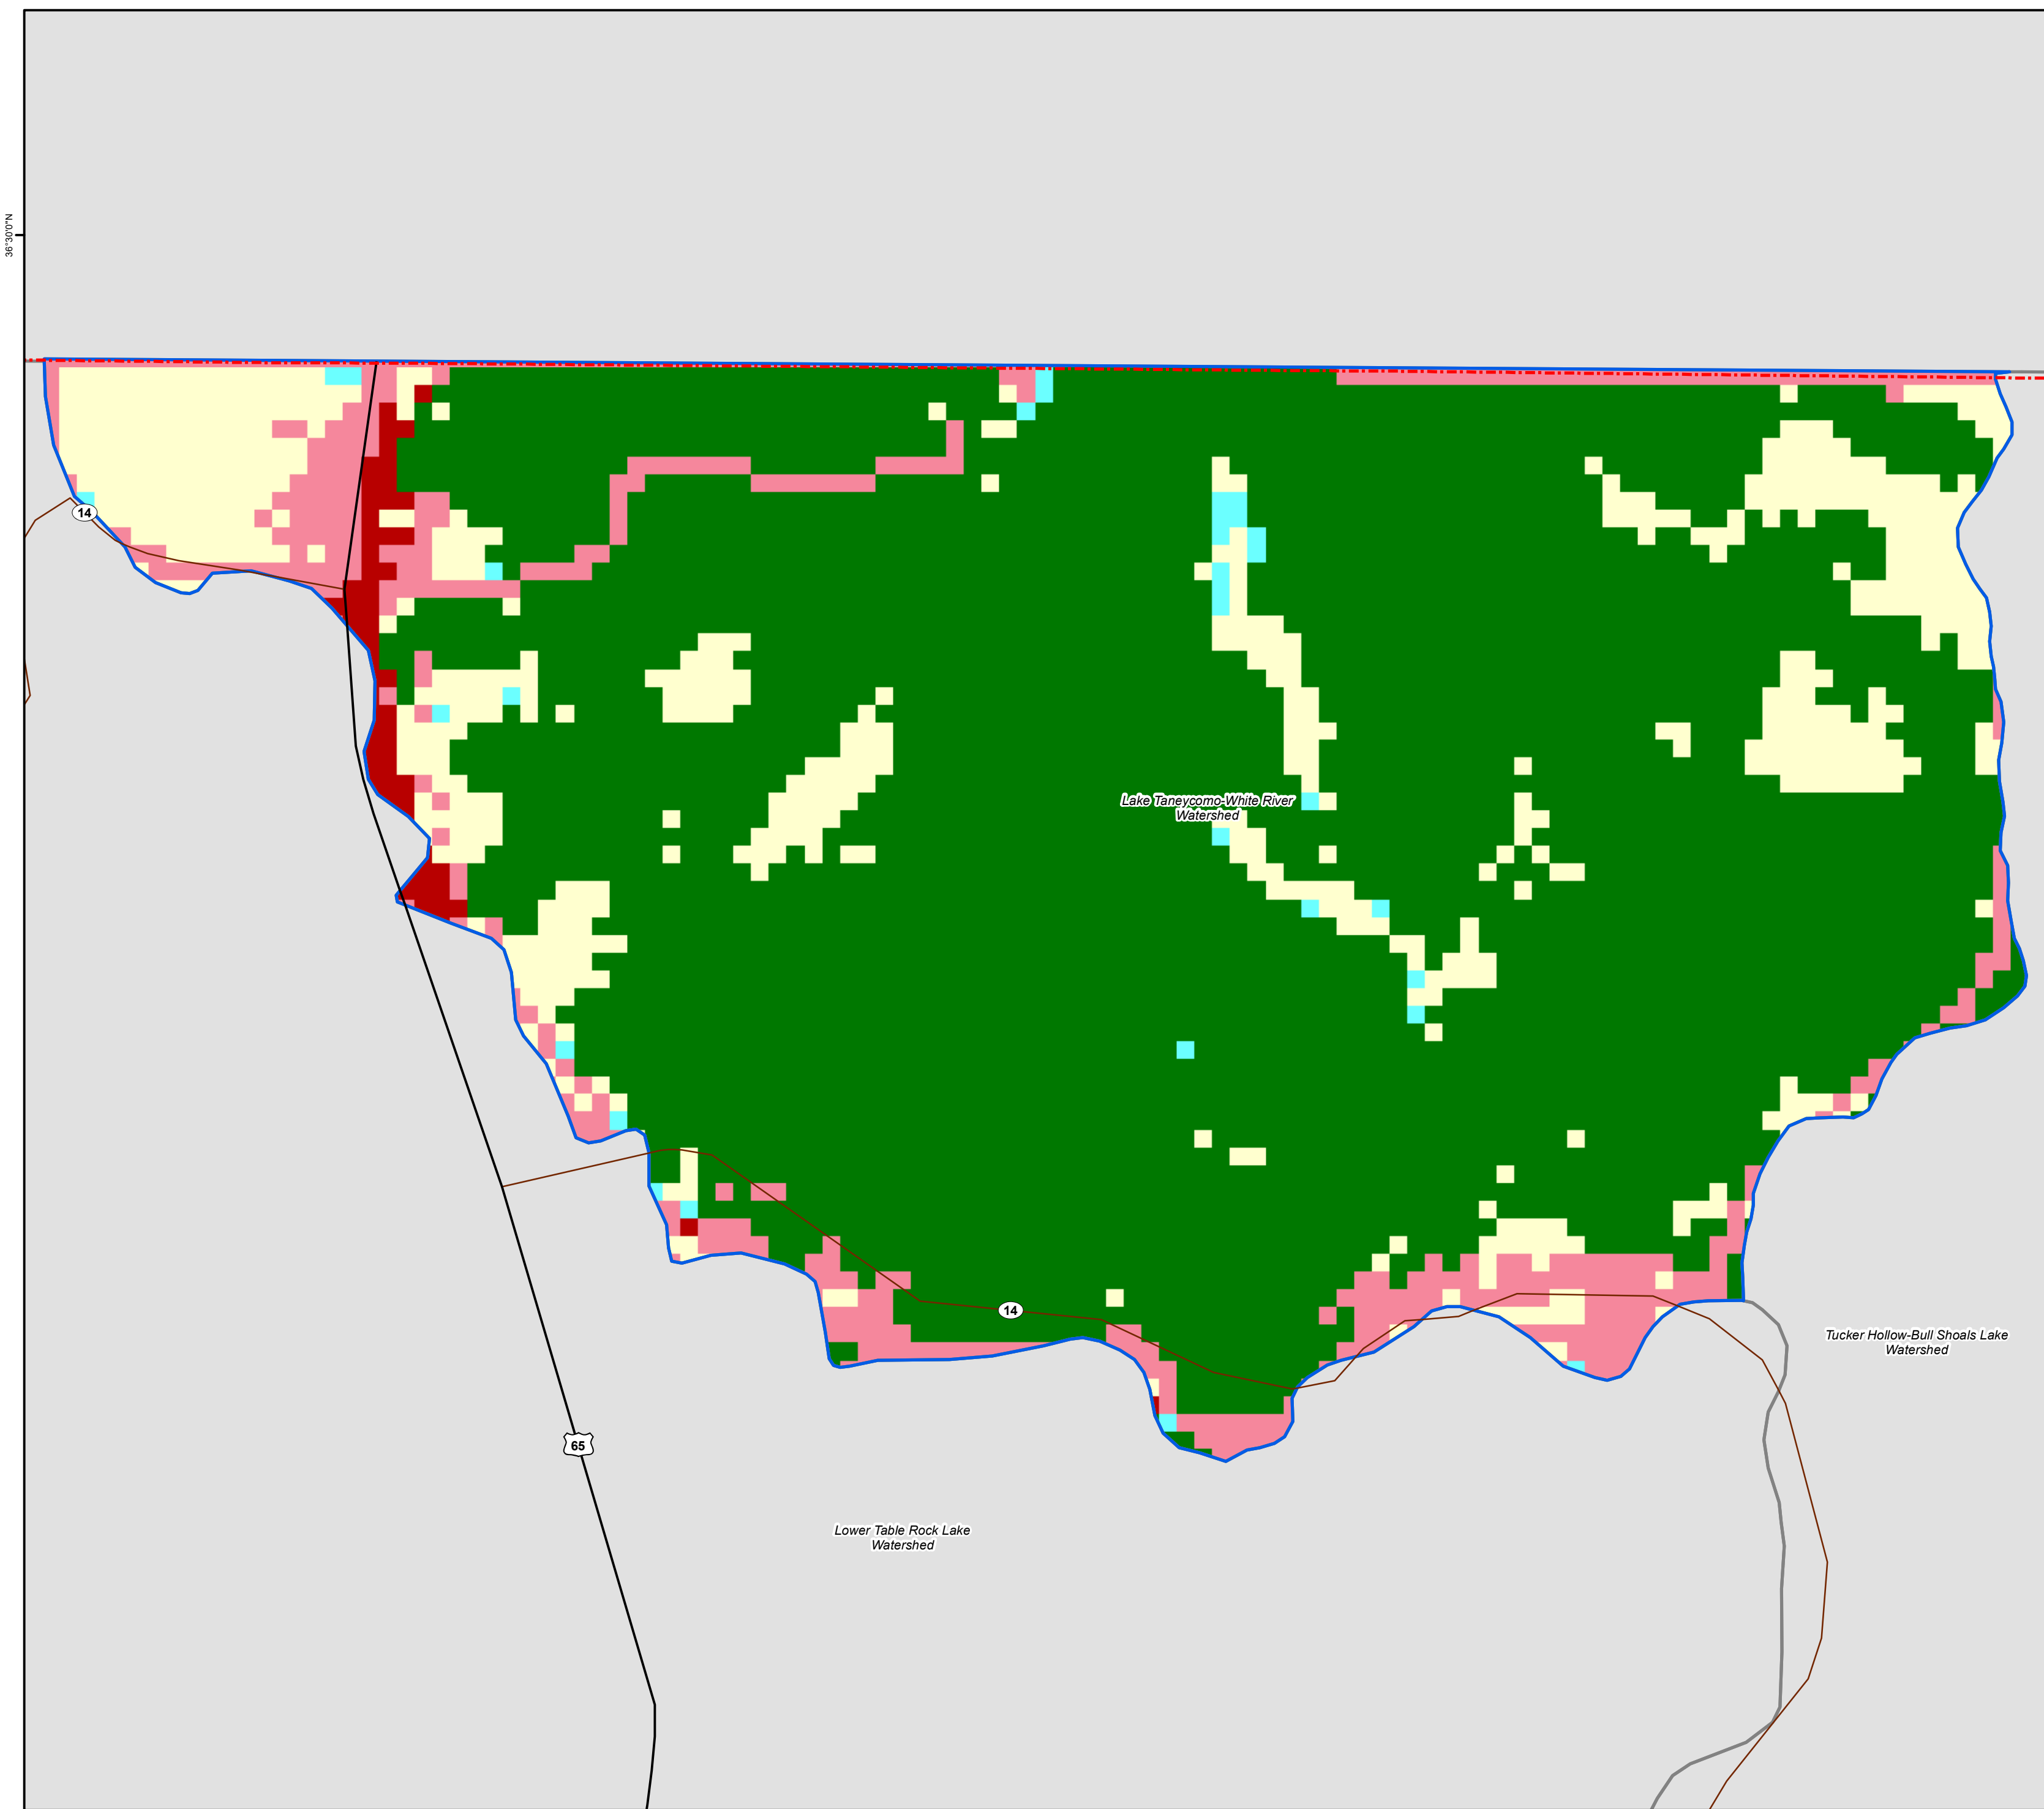 36°30'0"N
14
Lake Taneycomo-White River
Watershed
14
Tucker Hollow-Bull Shoals Lake
Watershed
65
Lower Table Rock Lake
Watershed